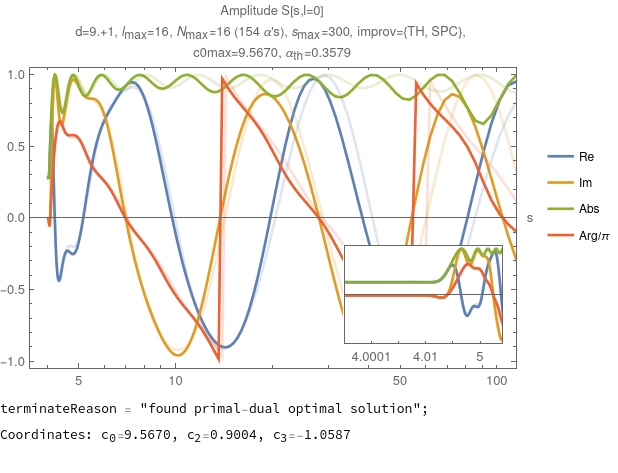 Amplitude S[s,l=0]
d=9.+1, lmax=16, Nmax=16 (154 α's), smax=300, improv={TH, SPC},
c0max=9.5670, αth=0.3579
1.0
0.5
0.0
−0.5
−1.0
s
Re
Im
Abs
Arg/π
4.0001 4.01 5
5 10 50 100
terminateReason = "found primal-dual optimal solution";
Coordinates: c0=9.5670, c2=0.9004, c3=-1.0587